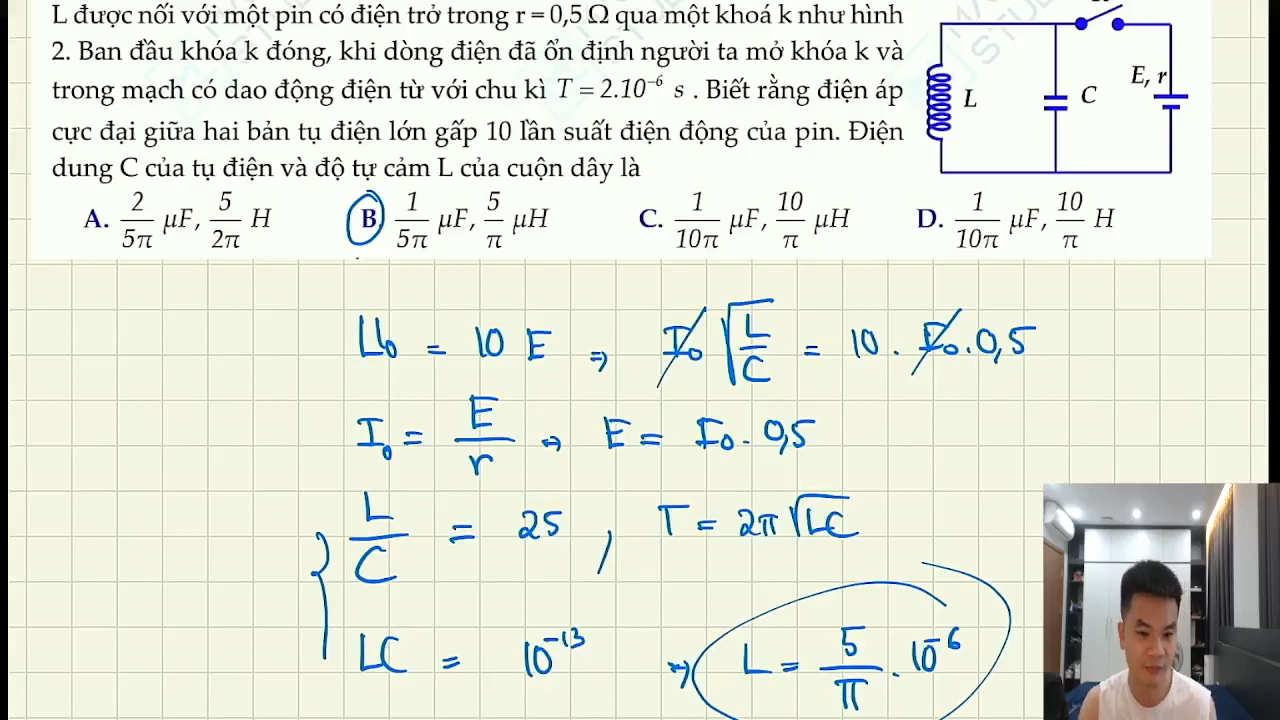 L được nối với một pin có điện trở trong r = 0,5 Ω qua một khoá k như hình
2. Ban đầu khóa k đóng, khi dòng điện đã ổn định người ta mở khóa k và
trong mạch có dao động điện từ với chu kì T = 2.10⁻⁶ s . Biết rằng điện áp
cực đại giữa hai bản tụ điện lớn gấp 10 lần suất điện động của pin. Điện
dung C của tụ điện và độ tự cảm L của cuộn dây là
L
C
E, r
A. 2/5π μF, 5/2π H B. 1/5π μF, 5/π μH C. 1/10π μF, 10/π μH D. 1/10π μF, 10/π H
U₀ = 10 E ⇒ I₀ √(L/C) = 10 . I₀ . 0,5
I₀ = E/r ⇒ E = I₀ . 0,5
L/C = 25 , T = 2π√LC
LC = 10⁻¹³ ⇒ L = 5/π . 10⁻⁶